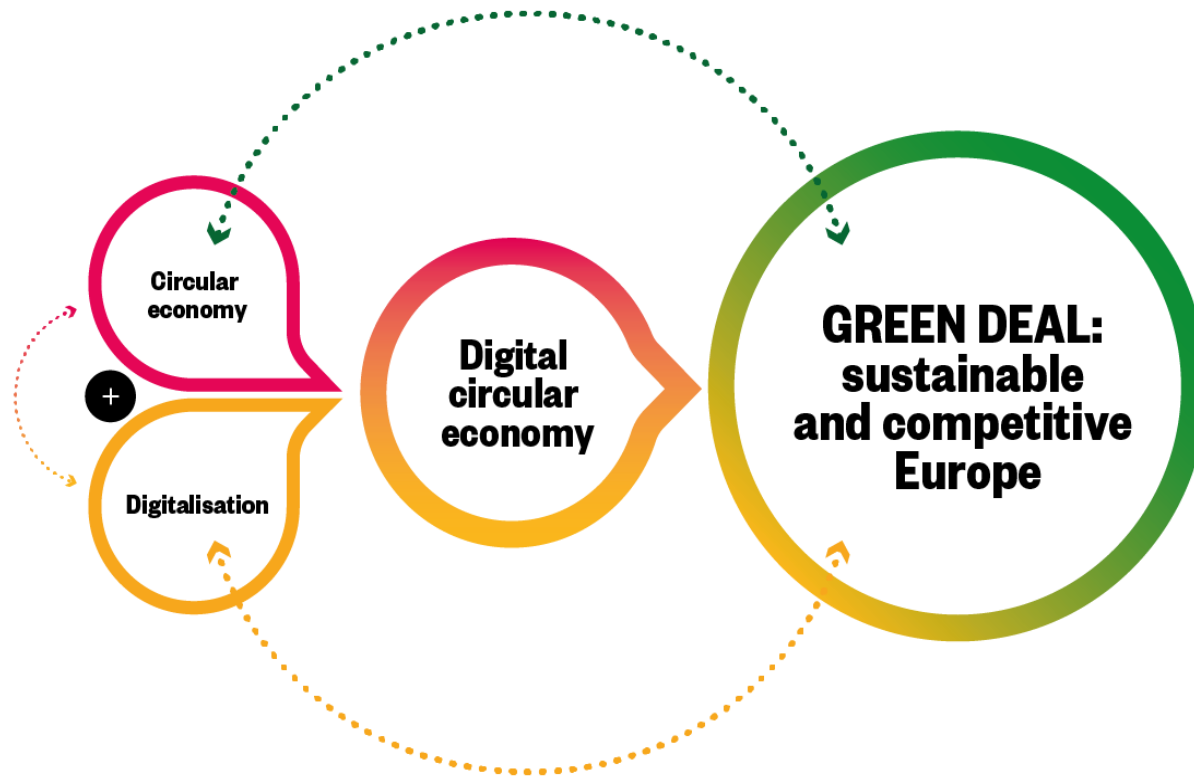 Circular
economy
+
Digitalisation
Digital
circular
economy
GREEN DEAL:
sustainable
and competitive
Europe